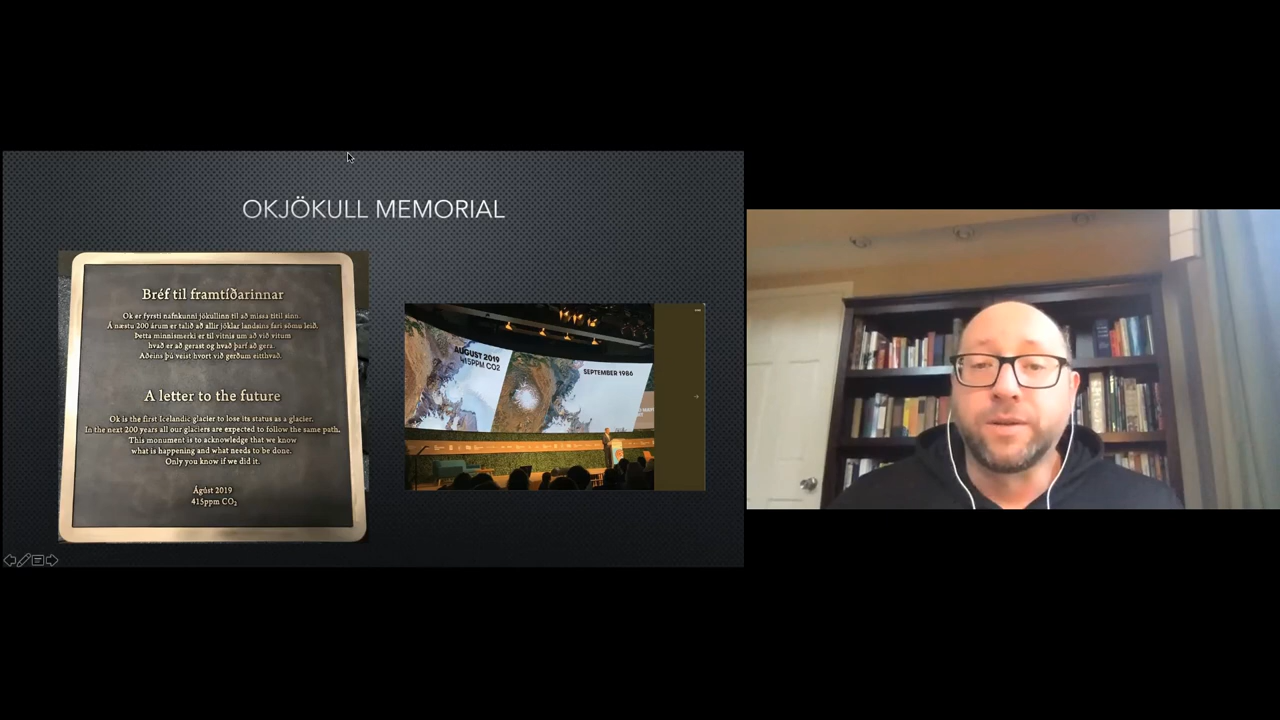 OKJÖKULL MEMORIAL
Bréf til framtíðarinnar
Ok er fyrsti nafnkunni jökullinn til að missa titil sinn.
Á næstu 200 árum er talið að allir jöklar landsins fari sömu leið.
Þetta minnismerki er til vitnis um að við vitum
hvað er að gerast og hvað þarf að gera.
Aðeins þú veist hvort við gerðum eitthvað.
A letter to the future
Ok is the first Icelandic glacier to lose its status as a glacier.
In the next 200 years all our glaciers are expected to follow the same path.
This monument is to acknowledge that we know
what is happening and what needs to be done.
Only you know if we did it.
Ágúst 2019
415ppm CO₂
AUGUST 2019
415PPM CO2
SEPTEMBER 1986